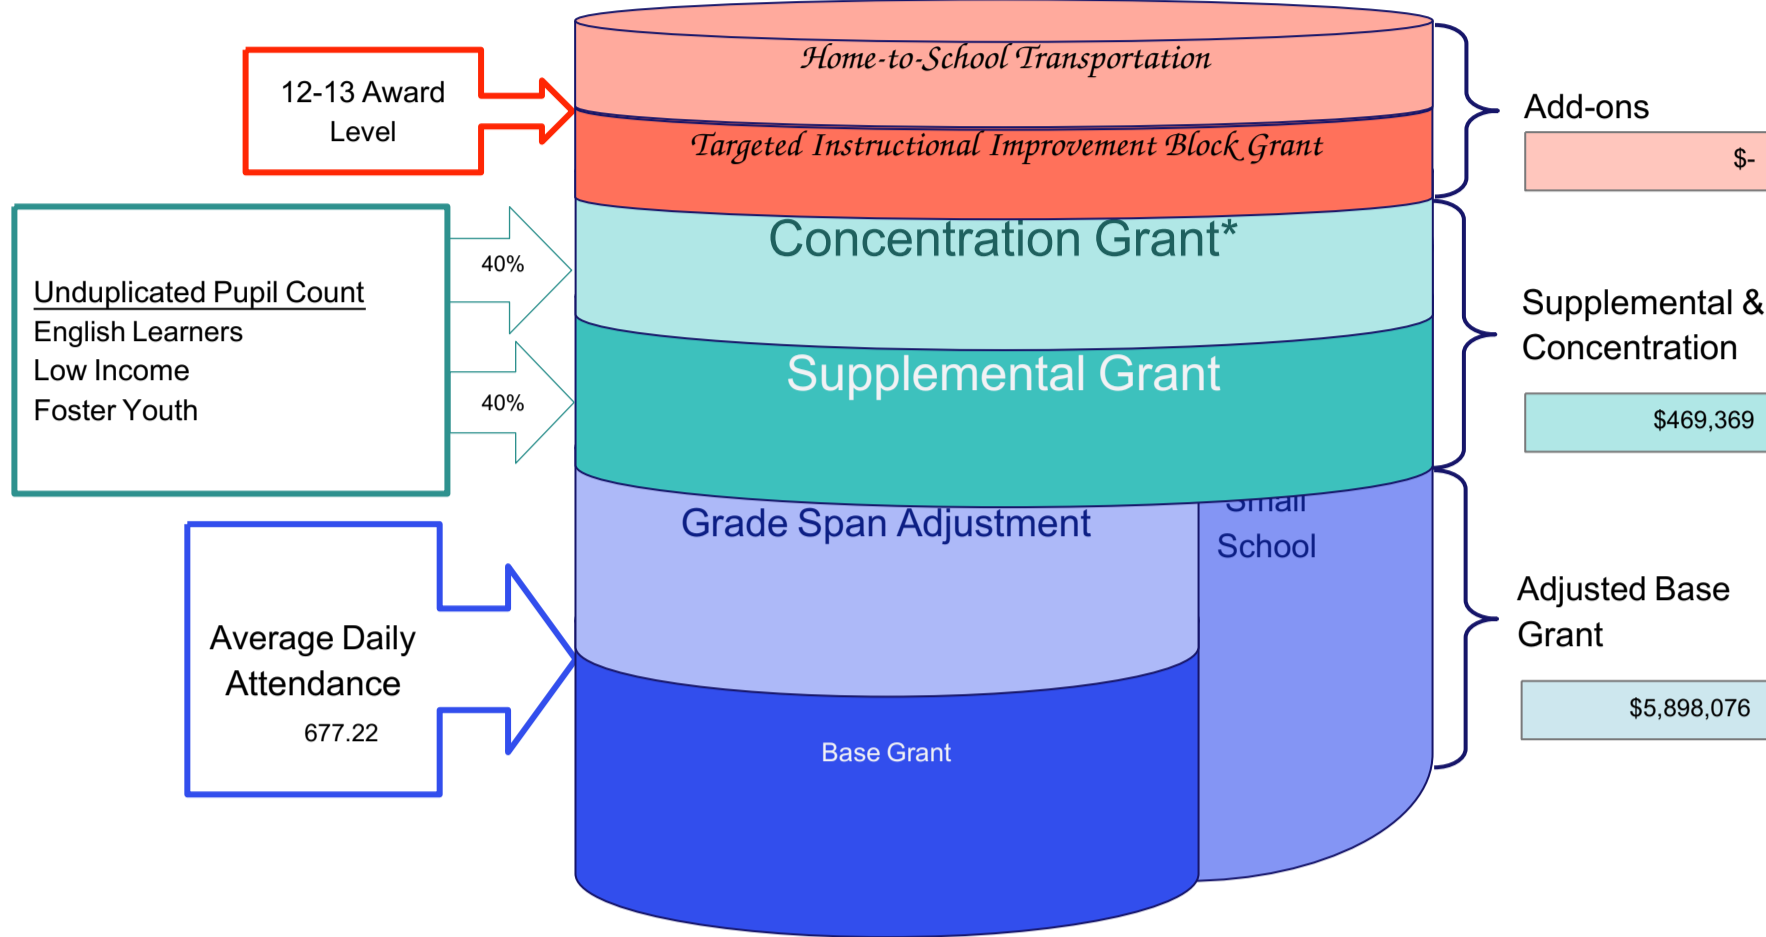 Home-to-School Transportation
12-13 Award
Level
Targeted Instructional Improvement Block Grant
Add-ons
$-
Concentration Grant*
40%
Unduplicated Pupil Count
English Learners
Low Income
Foster Youth
Supplemental &
Concentration
Supplemental Grant
40%
$469,369
Grade Span Adjustment
Small
School
Average Daily
Attendance
677.22
Adjusted Base
Grant
$5,898,076
Base Grant